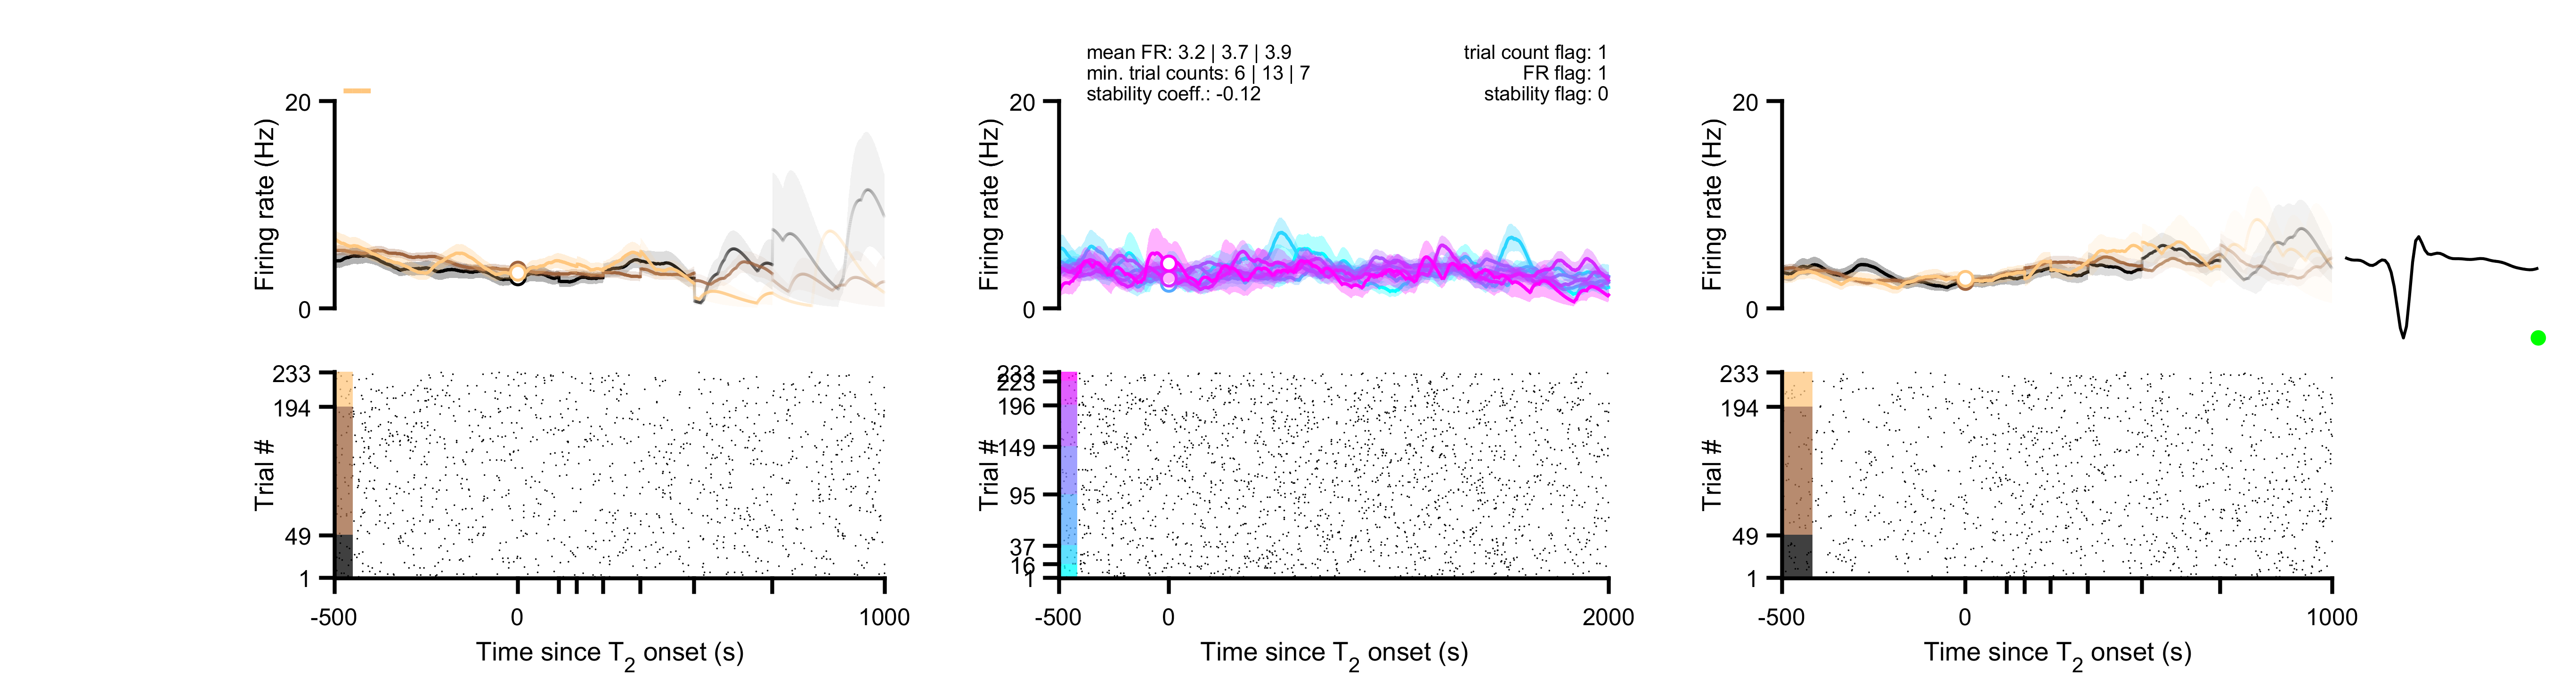 mean FR: 3.2 | 3.7 | 3.9
min. trial counts: 6 | 13 | 7
stability coeff.: -0.12
trial count flag: 1
FR flag: 1
stability flag: 0
20
0
Firing rate (Hz)
20
0
Firing rate (Hz)
20
0
Firing rate (Hz)
233
194
49
1
Trial #
-500
0
1000
Time since T2 onset (s)
233
223
196
149
95
37
16
1
Trial #
-500
0
2000
Time since T2 onset (s)
233
194
49
1
Trial #
-500
0
1000
Time since T2 onset (s)